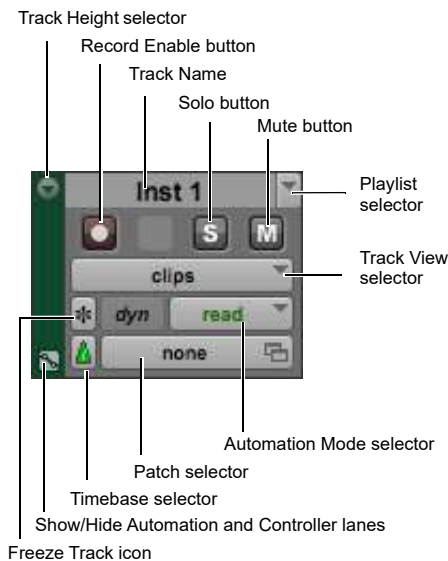 Track Height selector
Record Enable button
Track Name
Solo button
Mute button
Inst 1
Playlist
selector
S M
Track View
selector
clips
dyn read
none
Automation Mode selector
Patch selector
Timebase selector
Show/Hide Automation and Controller lanes
Freeze Track icon